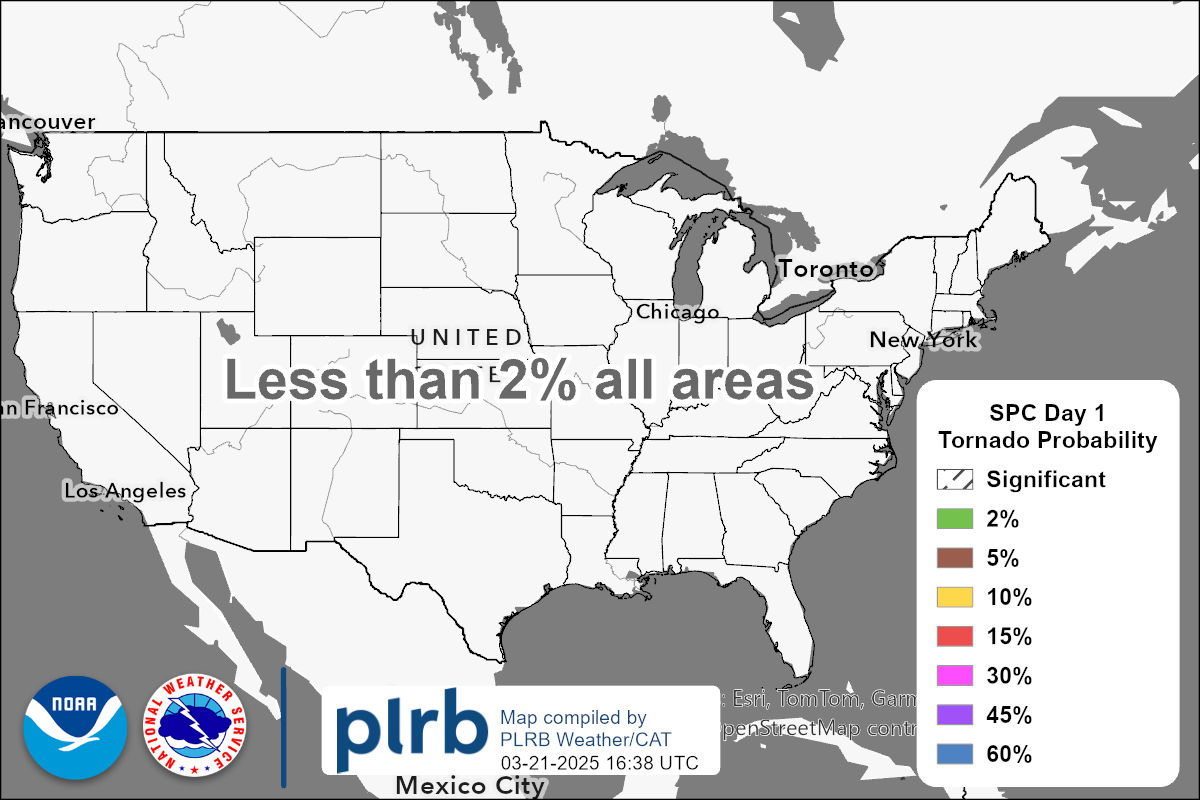 ancouver
Toronto
Chicago
New York
UNITED
Less than 2% all areas
an Francisco
Los Angeles
SPC Day 1
Tornado Probability
Significant
2%
5%
10%
15%
30%
45%
60%
NOAA
NATIONAL WEATHER SERVICE
plrb
Map compiled by
PLRB Weather/CAT
03-21-2025 16:38 UTC
: Esri, TomTom, Garm
openStreetMap contr
Mexico City